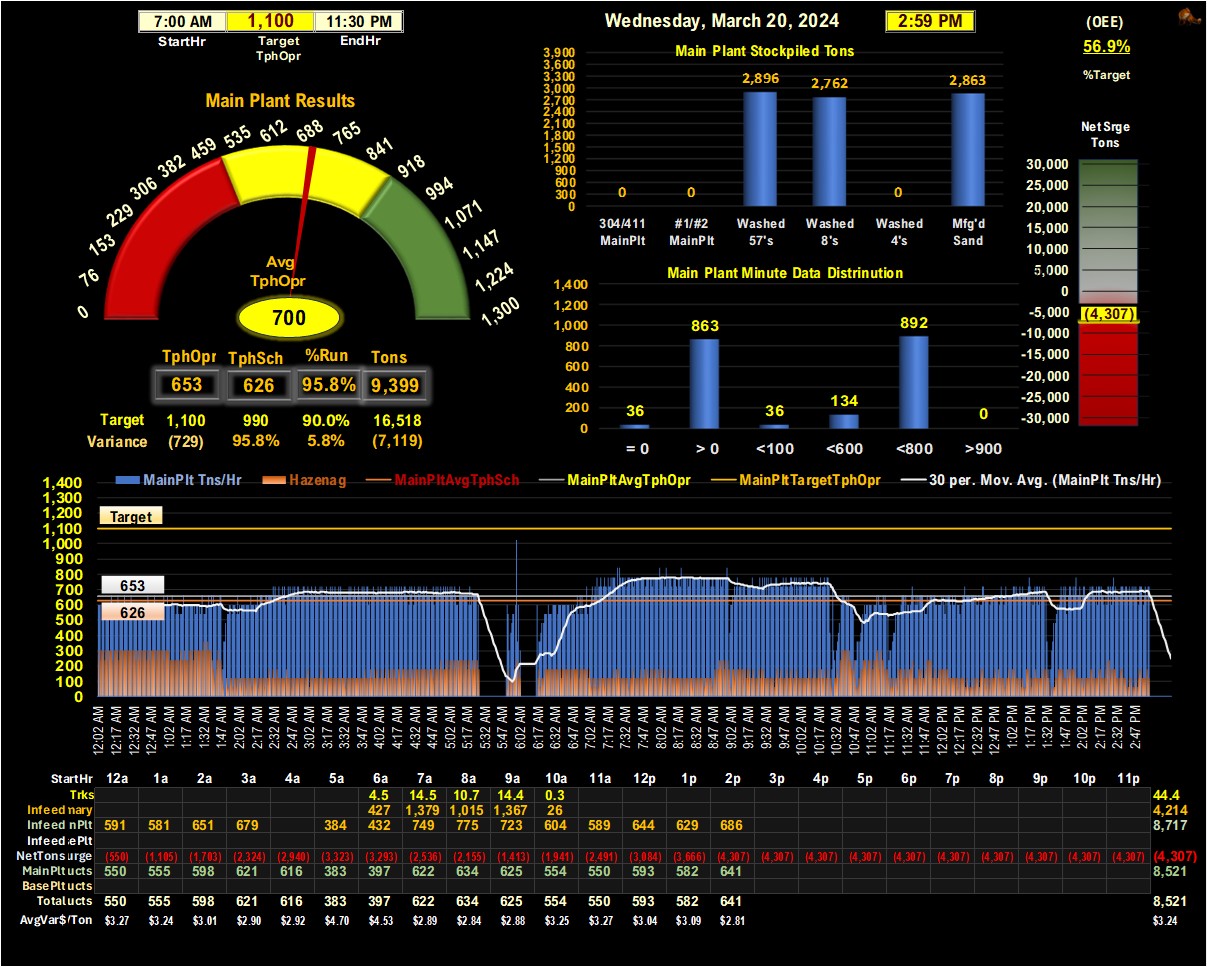 7:00 AM 1,100 11:30 PM
StartHr Target TphOpr EndHr
Wednesday, March 20, 2024 2:59 PM
(OEE)
56.9%
%Target
Main Plant Results
0 76 153 229 306 382 459 535 612 688 765 841 918 994 1,071 1,147 1,224 1,300
Avg
TphOpr
700
TphOpr TphSch %Run Tons
653 626 95.8% 9,399
Target 1,100 990 90.0% 16,518
Variance (729) 95.8% 5.8% (7,119)
Main Plant Stockpiled Tons
3,900
3,600
3,300
3,000
2,700
2,400
2,100
1,800
1,500
1,200
900
600
300
0
0 0 2,896 2,762 0 2,863
304/411 #1/#2 Washed Washed Washed Mfg'd
MainPlt MainPlt 57's 8's 4's Sand
Main Plant Minute Data Distrinution
1,400
1,200
1,000
800
600
400
200
0
36 863 36 134 892 0
= 0 > 0 <100 <600 <800 >900
Net Srge
Tons
30,000
25,000
20,000
15,000
10,000
5,000
0
-5,000
-10,000
-15,000
-20,000
-25,000
-30,000
(4,307)
MainPlt Tns/Hr Hazenag MainPltAvgTphSch MainPltAvgTphOpr MainPltTargetTphOpr 30 per. Mov. Avg. (MainPlt Tns/Hr)
1,400
1,300
1,200
1,100
1,000
900
800
700
600
500
400
300
200
100
0
Target
653
626
12:02 AM 12:17 AM 12:32 AM 12:47 AM 1:02 AM 1:17 AM 1:32 AM 1:47 AM 2:02 AM 2:17 AM 2:32 AM 2:47 AM 3:02 AM 3:17 AM 3:32 AM 3:47 AM 4:02 AM 4:17 AM 4:32 AM 4:47 AM 5:02 AM 5:17 AM 5:32 AM 5:47 AM 6:02 AM 6:17 AM 6:32 AM 6:47 AM 7:02 AM 7:17 AM 7:32 AM 7:47 AM 8:02 AM 8:17 AM 8:32 AM 8:47 AM 9:02 AM 9:17 AM 9:32 AM 9:47 AM 10:02 AM 10:17 AM 10:32 AM 10:47 AM 11:02 AM 11:17 AM 11:32 AM 11:47 AM 12:02 PM 12:17 PM 12:32 PM 12:47 PM 1:02 PM 1:17 PM 1:32 PM 1:47 PM 2:02 PM 2:17 PM 2:32 PM 2:47 PM
StartHr 12a 1a 2a 3a 4a 5a 6a 7a 8a 9a 10a 11a 12p 1p 2p 3p 4p 5p 6p 7p 8p 9p 10p 11p
Trks 4.5 14.5 10.7 14.4 0.3 44.4
Infeed nary 427 1,379 1,015 1,367 26 4,214
Infeed nPlt 591 581 651 679 384 432 749 775 723 604 589 644 629 686 8,717
Infeed ePlt
NetTons urge (550) (1,105) (1,703) (2,324) (2,940) (3,323) (3,293) (2,536) (2,155) (1,413) (1,941) (2,491) (3,084) (3,666) (4,307) (4,307) (4,307) (4,307) (4,307) (4,307) (4,307) (4,307) (4,307) (4,307) (4,307)
MainPlt ucts 550 555 598 621 616 383 397 622 634 625 554 550 593 582 641 8,521
BasePlt ucts
Total ucts 550 555 598 621 616 383 397 622 634 625 554 550 593 582 641 8,521
AvgVar$/Ton $3.27 $3.24 $3.01 $2.90 $2.92 $4.70 $4.53 $2.89 $2.84 $2.88 $3.25 $3.27 $3.04 $3.09 $2.81 $3.24